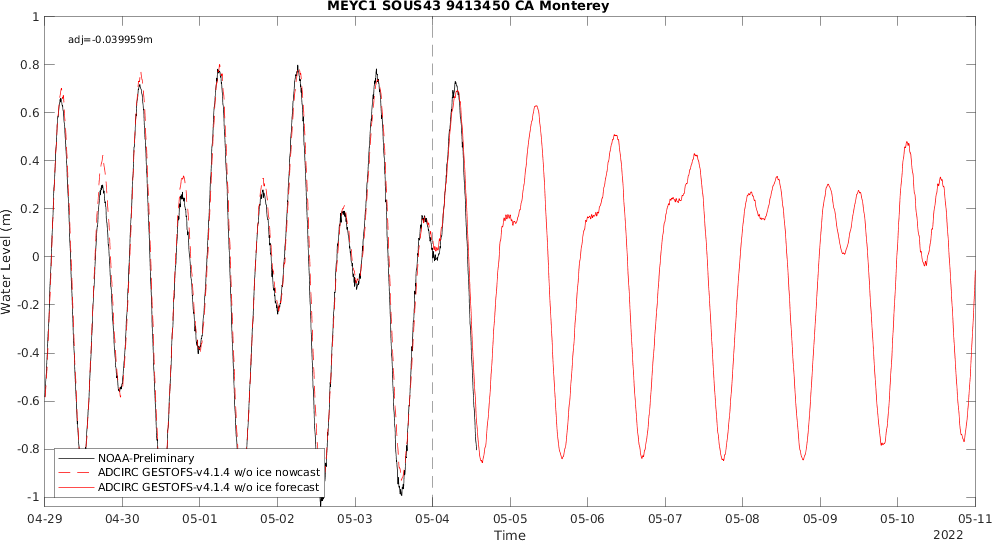 MEYC1 SOUS43 9413450 CA Monterey
adj=-0.039959m
Water Level (m)
1
0.8
0.6
0.4
0.2
0
-0.2
-0.4
-0.6
-0.8
-1
NOAA-Preliminary
ADCIRC GESTOFS-v4.1.4 w/o ice nowcast
ADCIRC GESTOFS-v4.1.4 w/o ice forecast
04-29 04-30 05-01 05-02 05-03 05-04 05-05 05-06 05-07 05-08 05-09 05-10 05-11
Time
2022